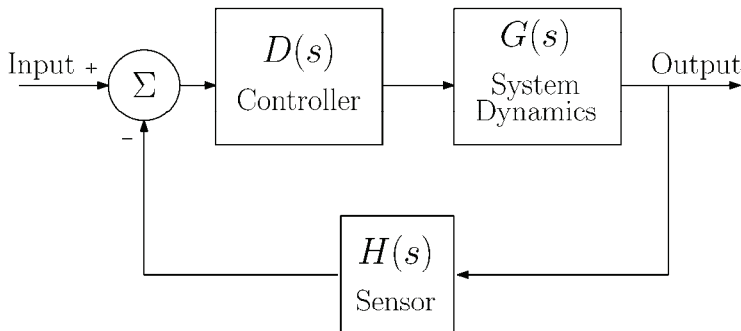 Input +
Σ
−
D(s)
Controller
G(s)
System
Dynamics
Output
H(s)
Sensor